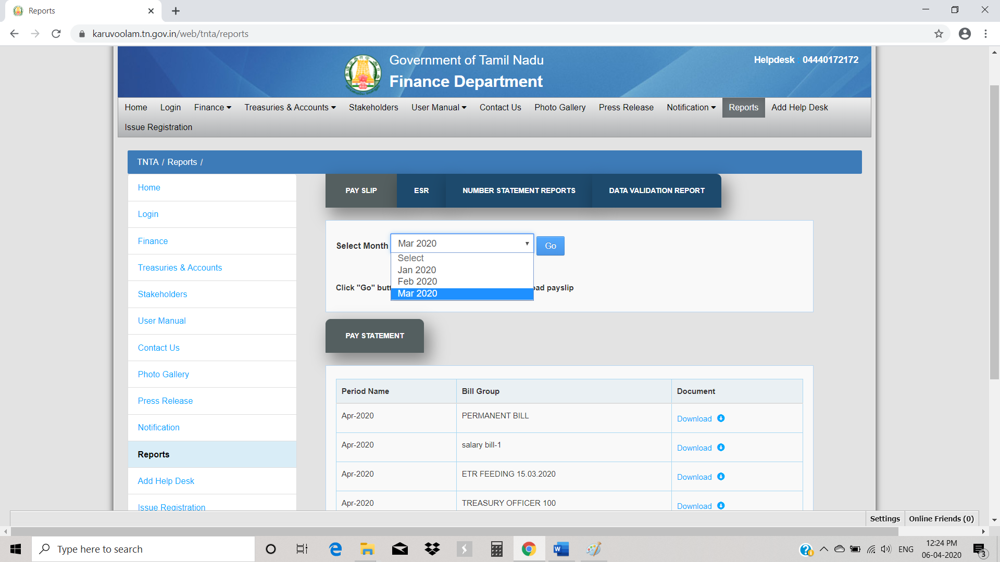 Reports
karuvoolam.tn.gov.in/web/tnta/reports
Government of Tamil Nadu
Finance Department
Helpdesk : 04440172172
Home Login Finance Treasuries & Accounts Stakeholders User Manual Contact Us Photo Gallery Press Release Notification Reports Add Help Desk
Issue Registration
TNTA / Reports /
Home
Login
Finance
Treasuries & Accounts
Stakeholders
User Manual
Contact Us
Photo Gallery
Press Release
Notification
Reports
Add Help Desk
Issue Registration
PAY SLIP ESR NUMBER STATEMENT REPORTS DATA VALIDATION REPORT
Select Month Mar 2020 Go
Select
Jan 2020
Feb 2020
Mar 2020
Click "Go" payslip
PAY STATEMENT
Period Name Bill Group Document
Apr-2020 PERMANENT BILL Download
Apr-2020 salary bill-1 Download
Apr-2020 ETR FEEDING 15.03.2020 Download
Apr-2020 TREASURY OFFICER 100 Download
Settings Online Friends (0)
Type here to search
ENG
12:24 PM
06-04-2020
3